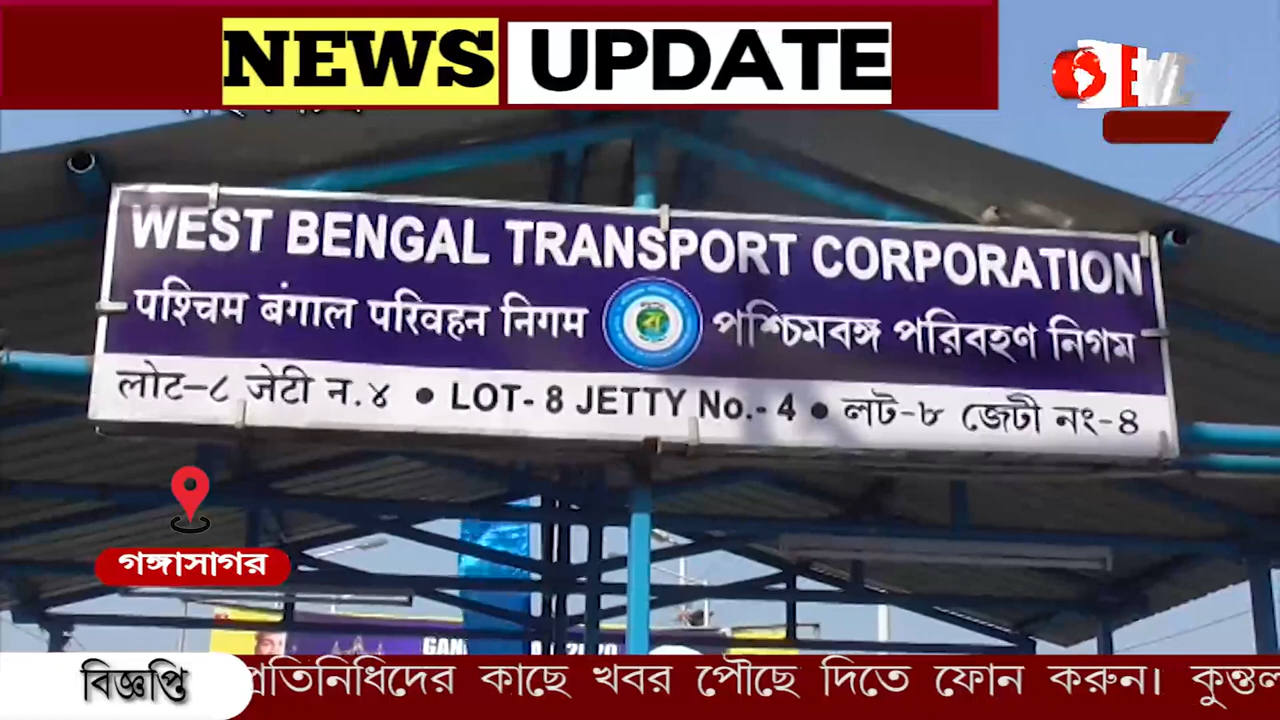 NEWS UPDATE
WEST BENGAL TRANSPORT CORPORATION
पश्चिम बंगाल परिवहन निगम পশ্চিমবঙ্গ পরিবহণ নিগম
लोट-८ जेटी न.४ • LOT- 8 JETTY No.- 4 • লট-৮ জেটী নং-৪
গঙ্গাসাগর
বিজ্ঞপ্তি প্রতিনিধিদের কাছে খবর পৌছে দিতে ফোন করুন। কুন্তল